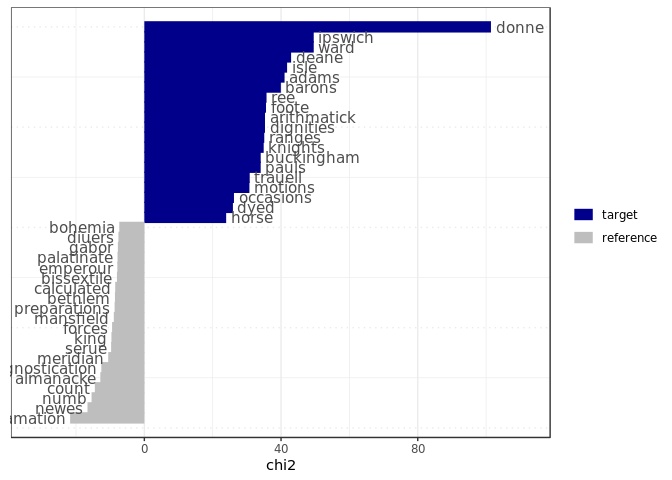 donne
ipswich
ward
deane
isle
adams
barons
ree
foote
arithmatick
dignities
ranges
knights
buckingham
pauls
trauell
motions
occasions
dyed
horse
bohemia
diuers
gabor
palatinate
emperour
bissextile
calculated
bethlem
preparations
mansfield
forces
king
serue
meridian
gnostication
almanacke
count
numb
newes
amation
target
reference
0 40 80
chi2